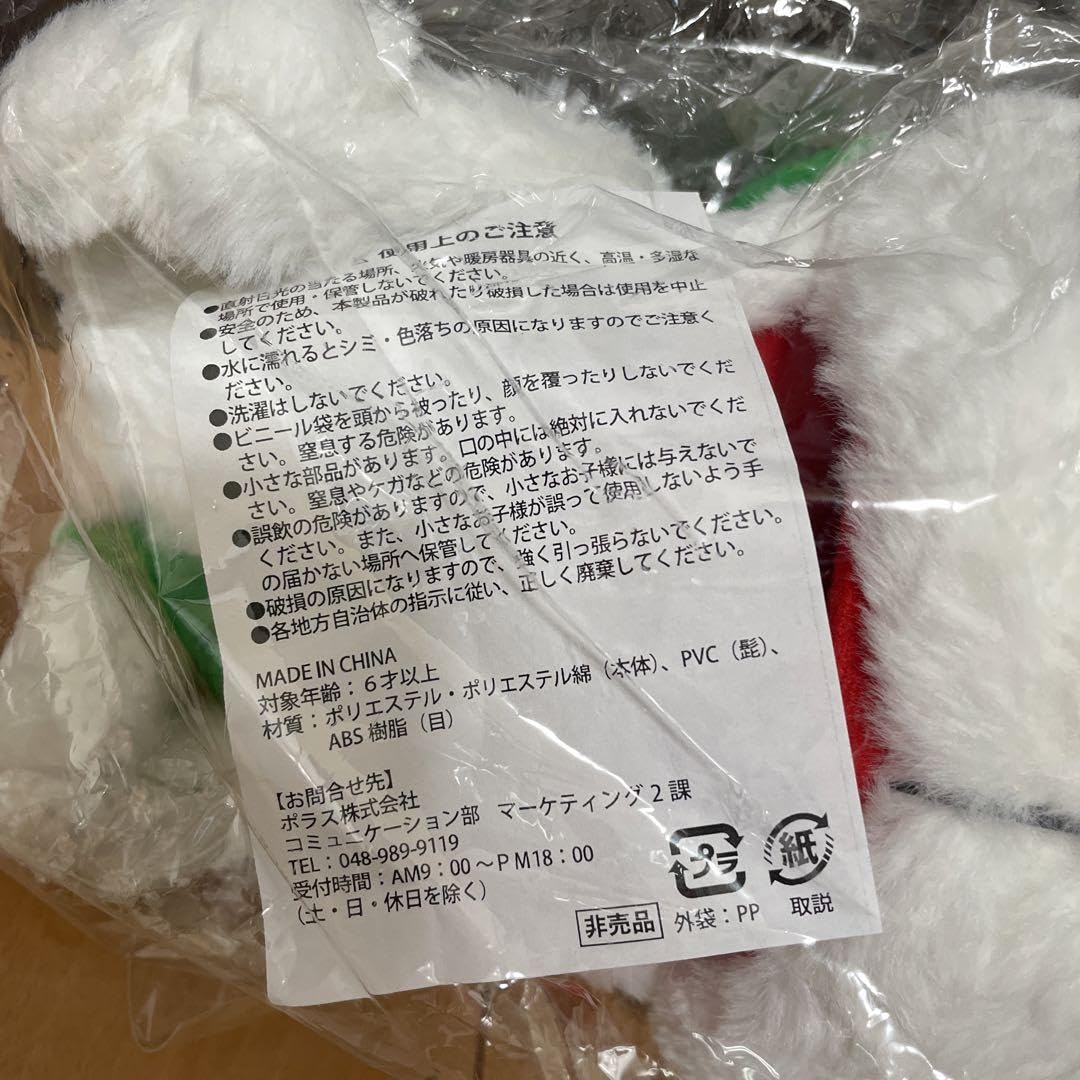 使用上のご注意
●直射日光の当たる場所、火気や暖房器具の近く、高温・多湿な
場所で使用・保管しないでください。
●安全のため、本製品が破れたり破損した場合は使用を中止
してください。
●水に濡れるとシミ・色落ちの原因になりますのでご注意く
ださい。
●洗濯はしないでください。
●ビニール袋を頭から被ったり、顔を覆ったりしないでくだ
さい。窒息する危険があります。
●小さな部品があります。口の中には絶対に入れないでくだ
さい。窒息やケガなどの危険があります。
●誤飲の危険がありますので、小さなお子様には与えないで
ください。また、小さなお子様が誤って使用しないよう手
の届かない場所へ保管してください。
●破損の原因になりますので、強く引っ張らないでください。
●各地方自治体の指示に従い、正しく廃棄してください。
MADE IN CHINA
対象年齢：６才以上
材質：ポリエステル・ポリエステル綿（本体）、PVC（髭）、
ABS 樹脂（目）
【お問合せ先】
ポラス株式会社
コミュニケーション部　マーケティング２課
TEL：048-989-9119
受付時間：AM9：00～ＰM18：00
（土・日・休日を除く）
プラ 紙
非売品 外袋：PP 取説